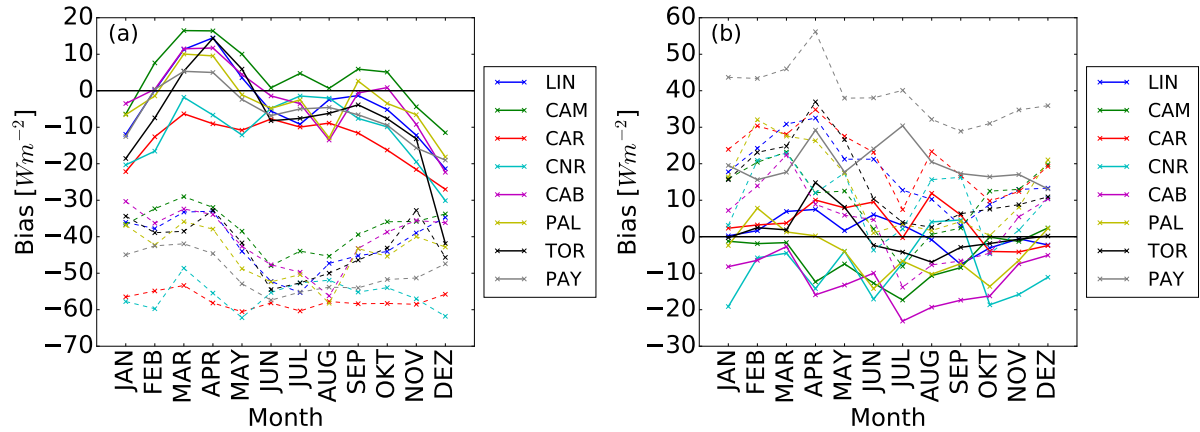 (a)
Bias [Wm⁻²]
20
10
0
−10
−20
−30
−40
−50
−60
−70
JAN
FEB
MAR
APR
MAY
JUN
JUL
AUG
SEP
OKT
NOV
DEZ
Month
LIN
CAM
CAR
CNR
CAB
PAL
TOR
PAY
(b)
Bias [Wm⁻²]
60
50
40
30
20
10
0
−10
−20
−30
JAN
FEB
MAR
APR
MAY
JUN
JUL
AUG
SEP
OKT
NOV
DEZ
Month
LIN
CAM
CAR
CNR
CAB
PAL
TOR
PAY